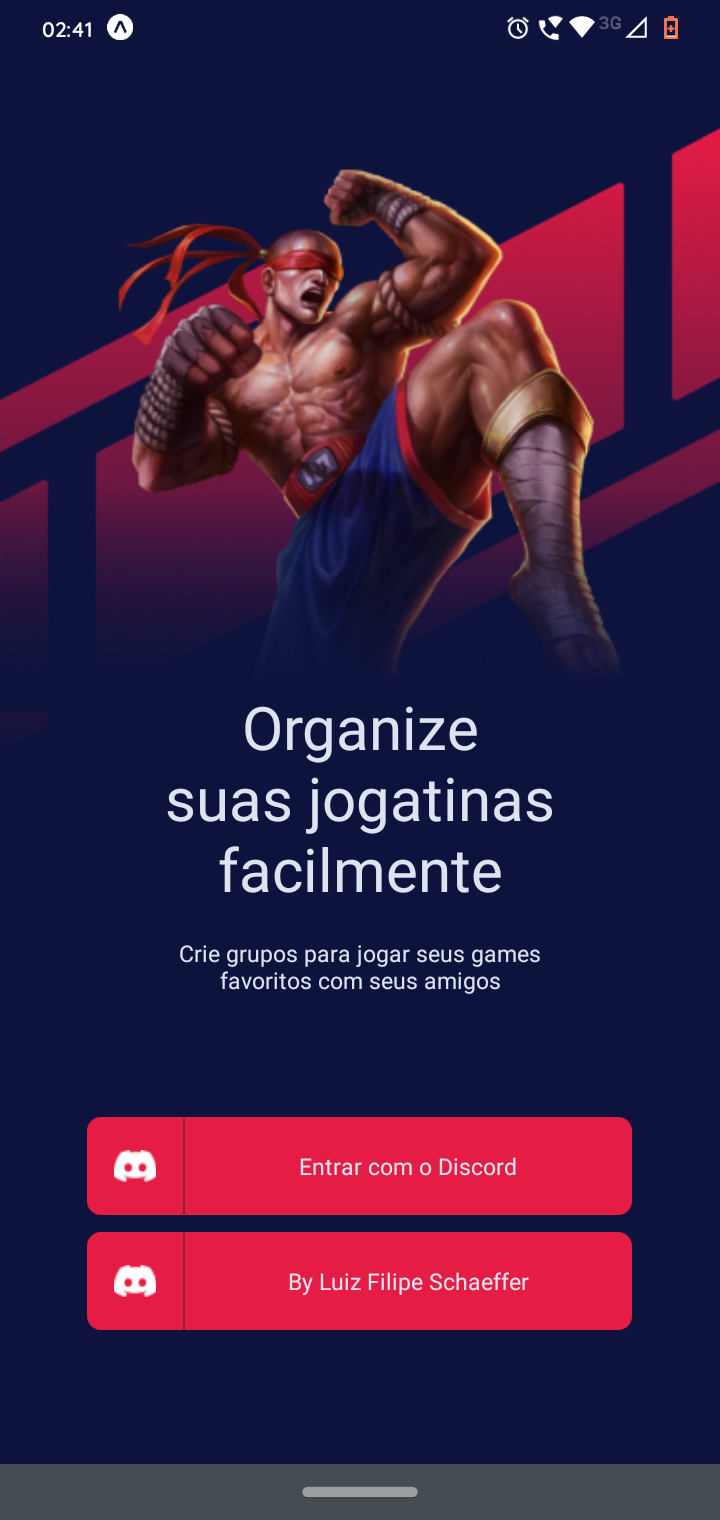 02:41
3G
Organize
suas jogatinas
facilmente
Crie grupos para jogar seus games
favoritos com seus amigos
Entrar com o Discord
By Luiz Filipe Schaeffer